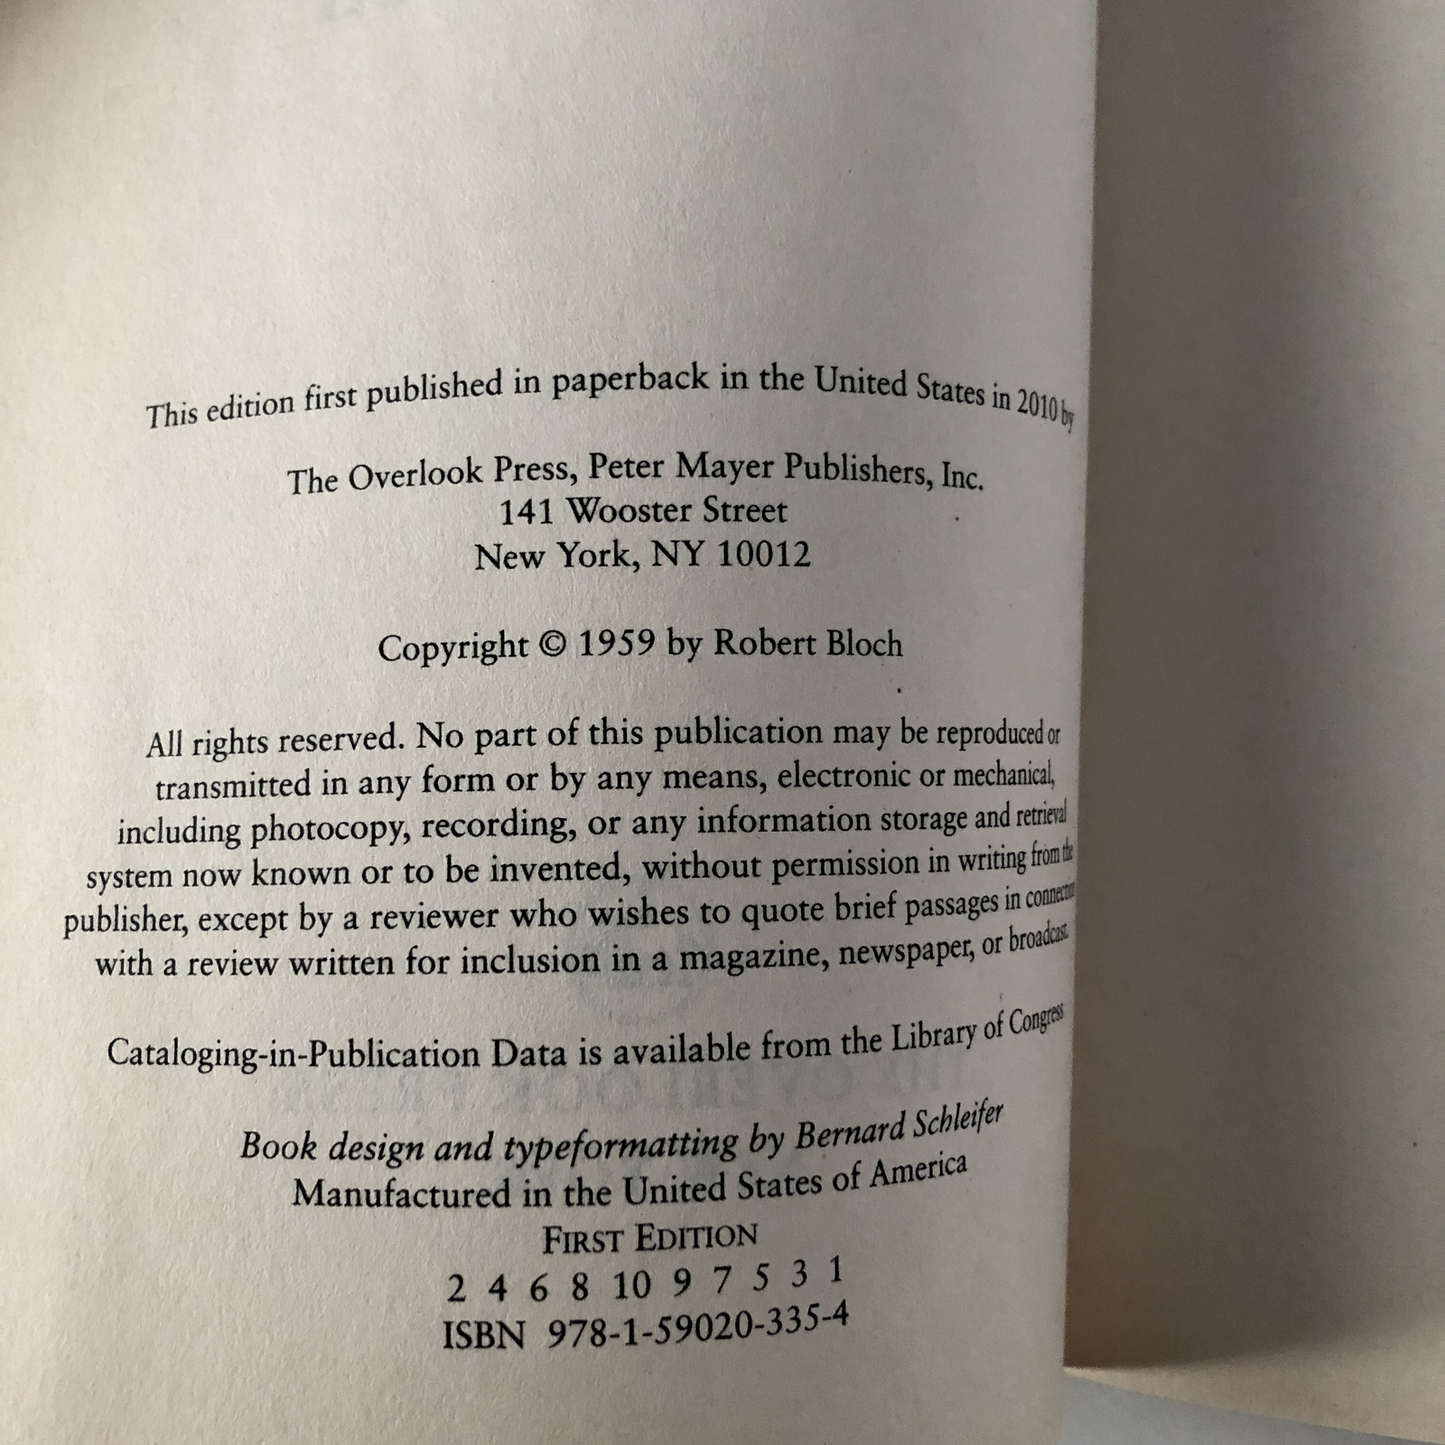 This edition first published in paperback in the United States in 2010 by
The Overlook Press, Peter Mayer Publishers, Inc.
141 Wooster Street
New York, NY 10012
Copyright © 1959 by Robert Bloch
All rights reserved. No part of this publication may be reproduced or
transmitted in any form or by any means, electronic or mechanical,
including photocopy, recording, or any information storage and retrieval
system now known or to be invented, without permission in writing from the
publisher, except by a reviewer who wishes to quote brief passages in connection
with a review written for inclusion in a magazine, newspaper, or broadcast.
Cataloging-in-Publication Data is available from the Library of Congress
Book design and typeformatting by Bernard Schleifer
Manufactured in the United States of America
FIRST EDITION
2 4 6 8 10 9 7 5 3 1
ISBN 978-1-59020-335-4